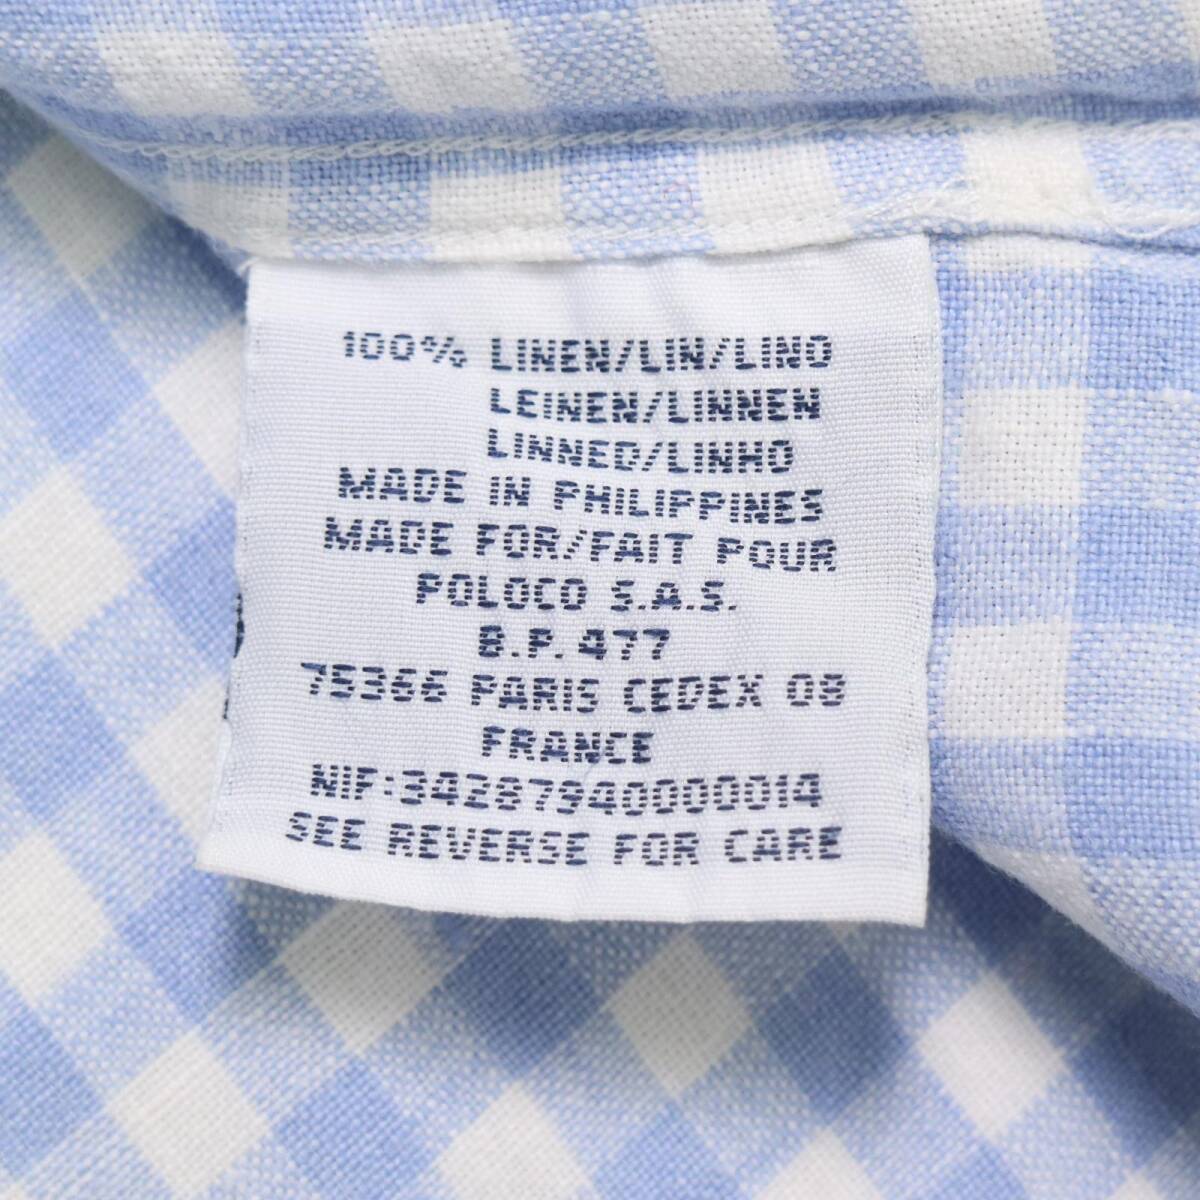 100% LINEN/LIN/LINO
LEINEN/LINNEN
LINNED/LINHO
MADE IN PHILIPPINES
MADE FOR/FAIT POUR
POLOCO S.A.S.
B.P. 477
75366 PARIS CEDEX 08
FRANCE
NIF:34287940000014
SEE REVERSE FOR CARE